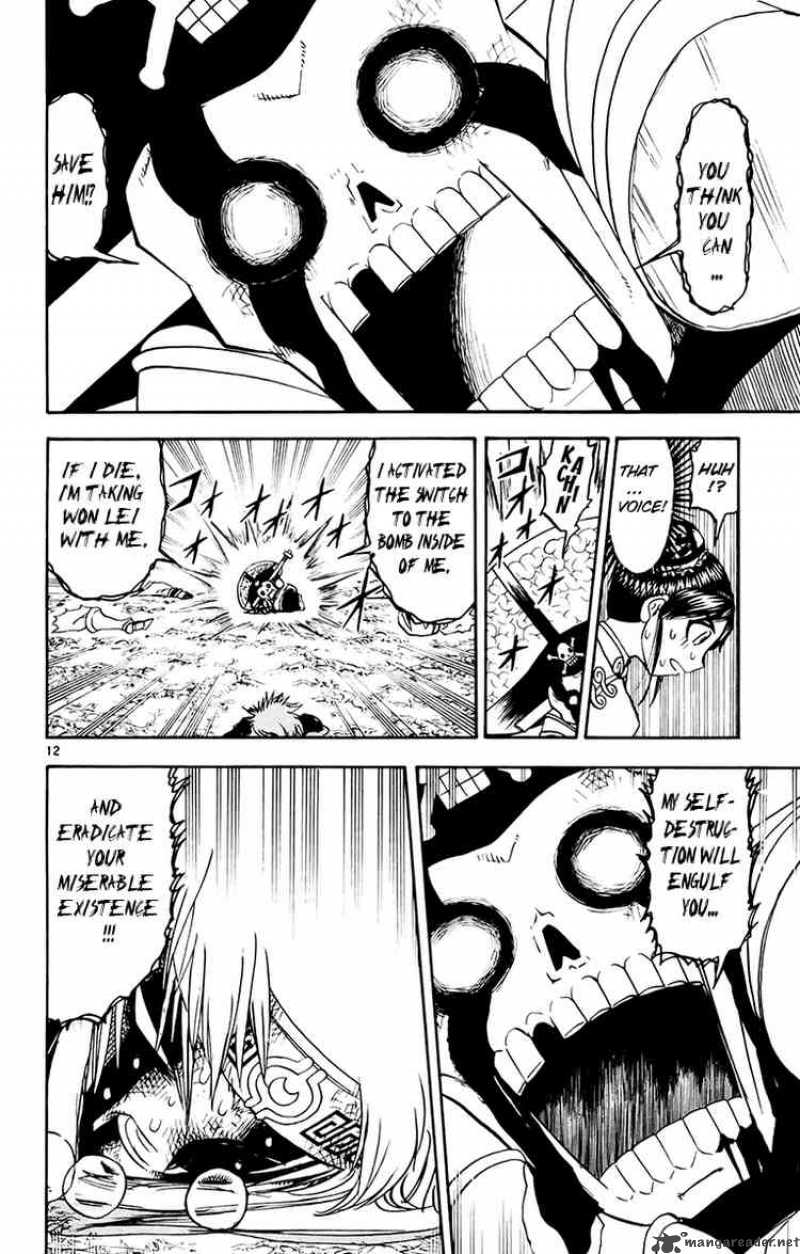 YOU
THINK
YOU
CAN
...
SAVE
HIM!?
HUH
!?
THAT
...
VOICE!
KACHIN
I ACTIVATED
THE SWITCH
TO THE
BOMB INSIDE
OF ME.
IF I DIE,
I'M TAKING
WON LEI
WITH ME.
12
MY SELF-
DESTRUC-
TION WILL
ENGULF
YOU...
AND
ERADICATE
YOUR
MISERABLE
EXISTENCE
!!!
mangareader.net